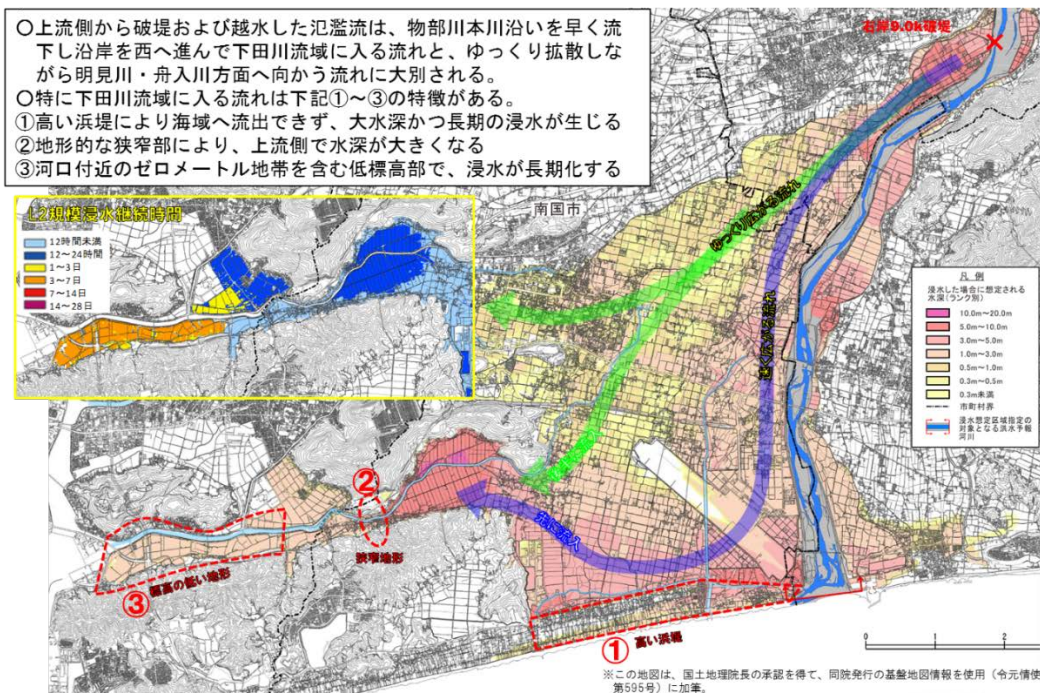 ○上流側から破堤および越水した氾濫流は、物部川本川沿いを早く流
下し沿岸を西へ進んで下田川流域に入る流れと、ゆっくり拡散しな
がら明見川・舟入川方面へ向かう流れに大別される。
○特に下田川流域に入る流れは下記①～③の特徴がある。
①高い浜堤により海域へ流出できず、大水深かつ長期の浸水が生じる
②地形的な狭窄部により、上流側で水深が大きくなる
③河口付近のゼロメートル地帯を含む低標高部で、浸水が長期化する
右岸9.0k破堤
L2規模浸水継続時間
12時間未満
12～24時間
1～3日
3～7日
7～14日
14～28日
南国市
ゆっくり広がる流れ
速く広がる流れ
先に流入
凡 例
浸水した場合に想定される
水深(ランク別)
10.0m～20.0m
5.0m～10.0m
3.0m～5.0m
1.0m～3.0m
0.5m～1.0m
0.3m～0.5m
0.3m未満
市町村界
浸水想定区域指定の
対象となる洪水予報
河川
②
狭窄地形
③
標高の低い地形
①
高い浜堤
0 1 2
※この地図は、国土地理院長の承認を得て、同院発行の基盤地図情報を使用（令元情使
第595号）に加筆。